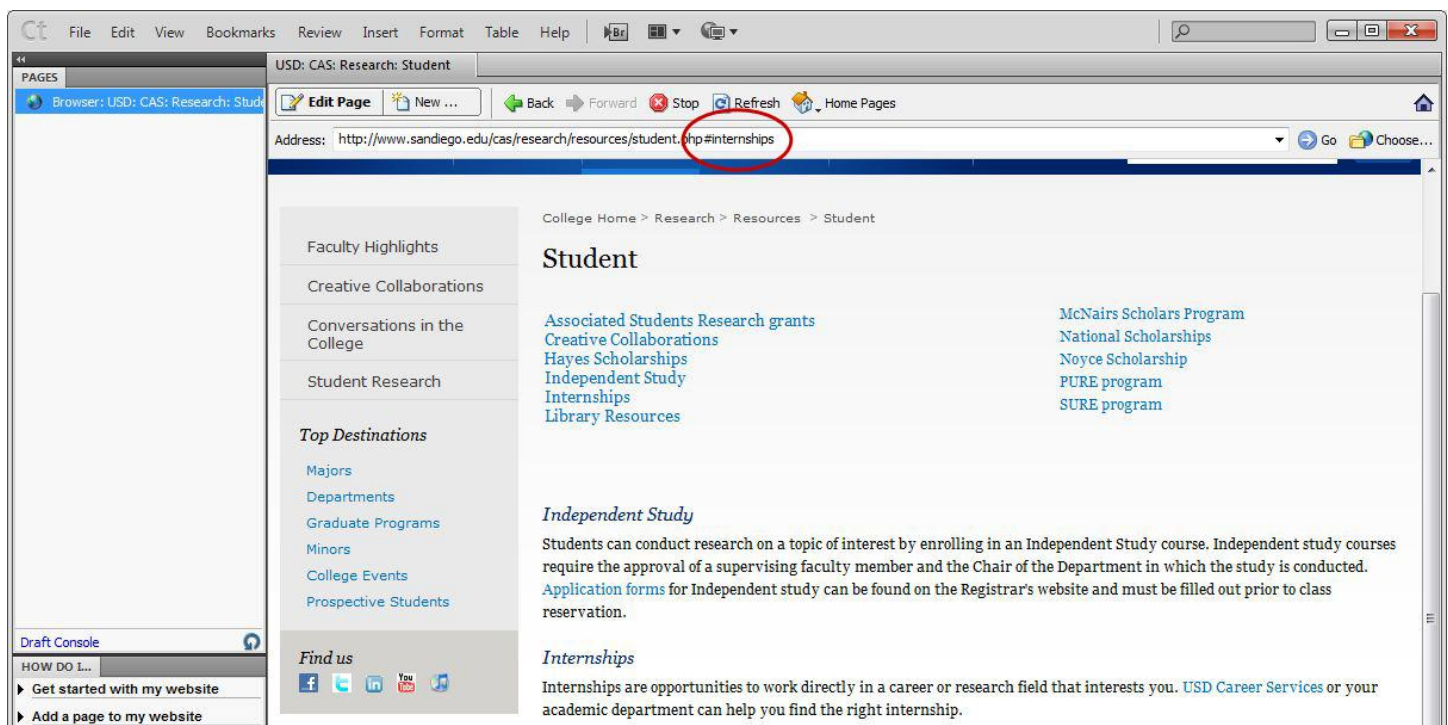 Ct File Edit View Bookmarks Review Insert Format Table Help Br
PAGES
Browser: USD: CAS: Research: Stude
USD: CAS: Research: Student
Edit Page New ... Back Forward Stop Refresh Home Pages
Address: http://www.sandiego.edu/cas/research/resources/student.php#internships Go Choose...
Faculty Highlights
Creative Collaborations
Conversations in the
College
Student Research
Top Destinations
Majors
Departments
Graduate Programs
Minors
College Events
Prospective Students
Find us
You
Tube
College Home > Research > Resources > Student
Student
Associated Students Research grants
Creative Collaborations
Hayes Scholarships
Independent Study
Internships
Library Resources
McNairs Scholars Program
National Scholarships
Noyce Scholarship
PURE program
SURE program
Independent Study
Students can conduct research on a topic of interest by enrolling in an Independent Study course. Independent study courses
require the approval of a supervising faculty member and the Chair of the Department in which the study is conducted.
Application forms for Independent study can be found on the Registrar's website and must be filled out prior to class
reservation.
Internships
Internships are opportunities to work directly in a career or research field that interests you. USD Career Services or your
academic department can help you find the right internship.
Draft Console
HOW DO I...
Get started with my website
Add a page to my website